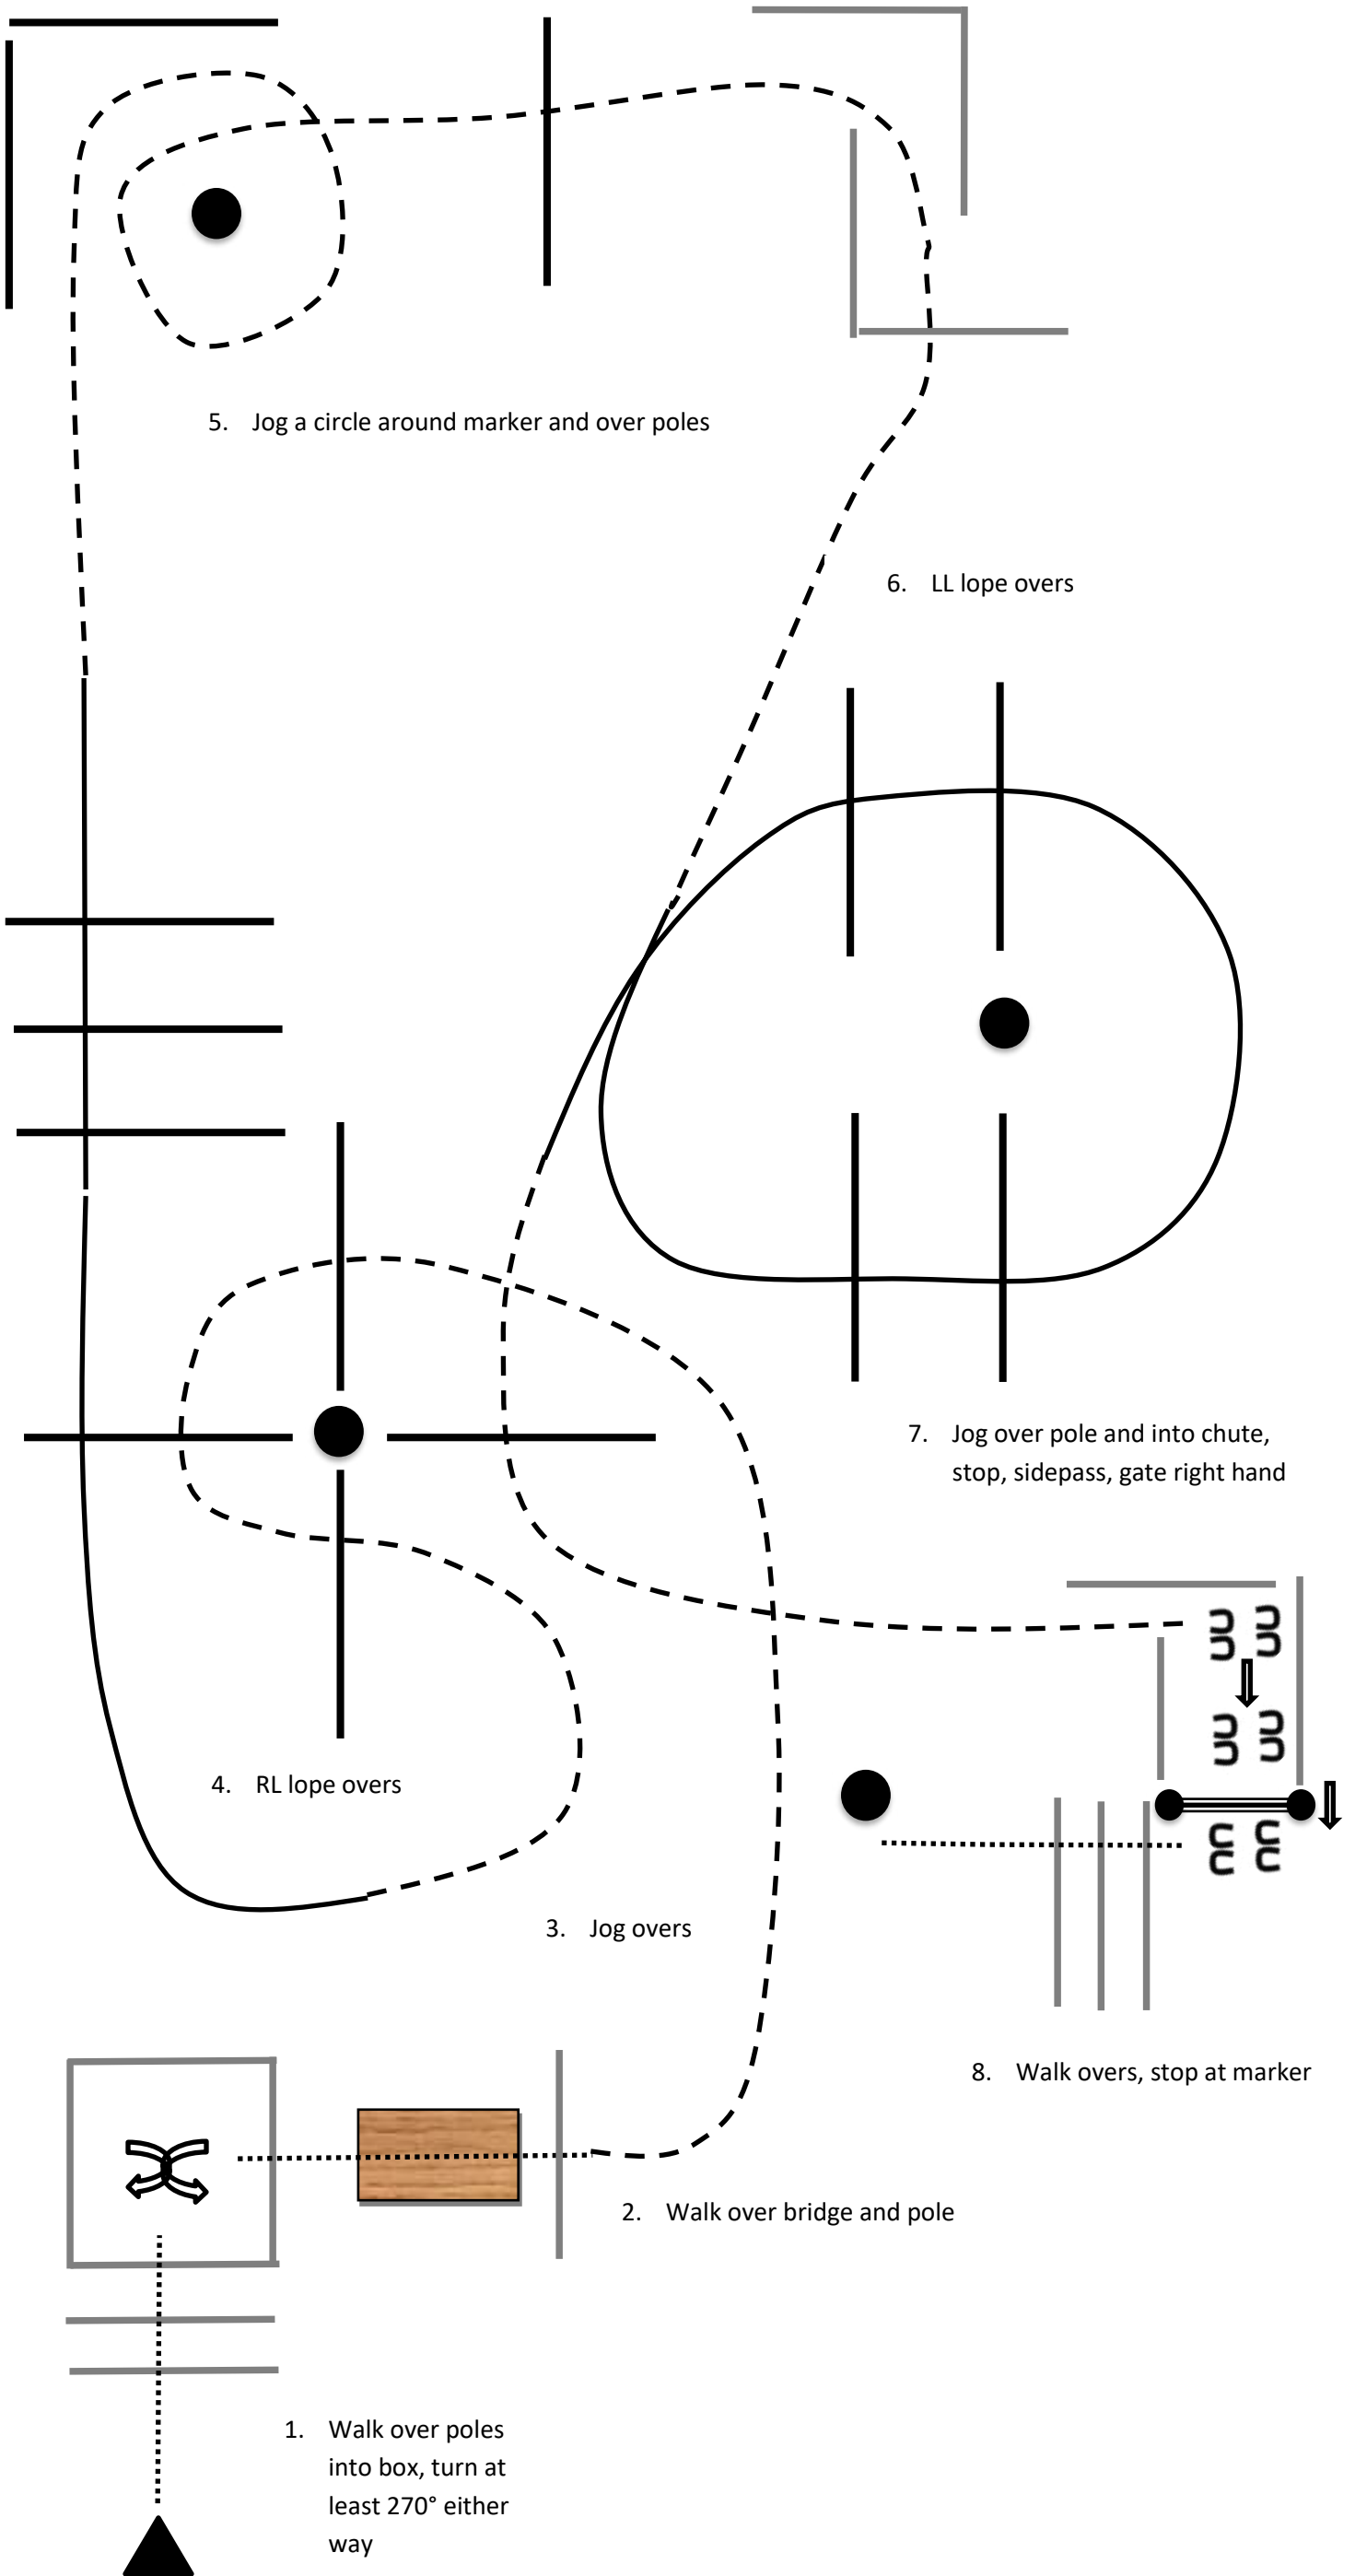 5. Jog a circle around marker and over poles
6. LL lope overs
7. Jog over pole and into chute,
stop, sidepass, gate right hand
4. RL lope overs
3. Jog overs
8. Walk overs, stop at marker
2. Walk over bridge and pole
1. Walk over poles
into box, turn at
least 270° either
way